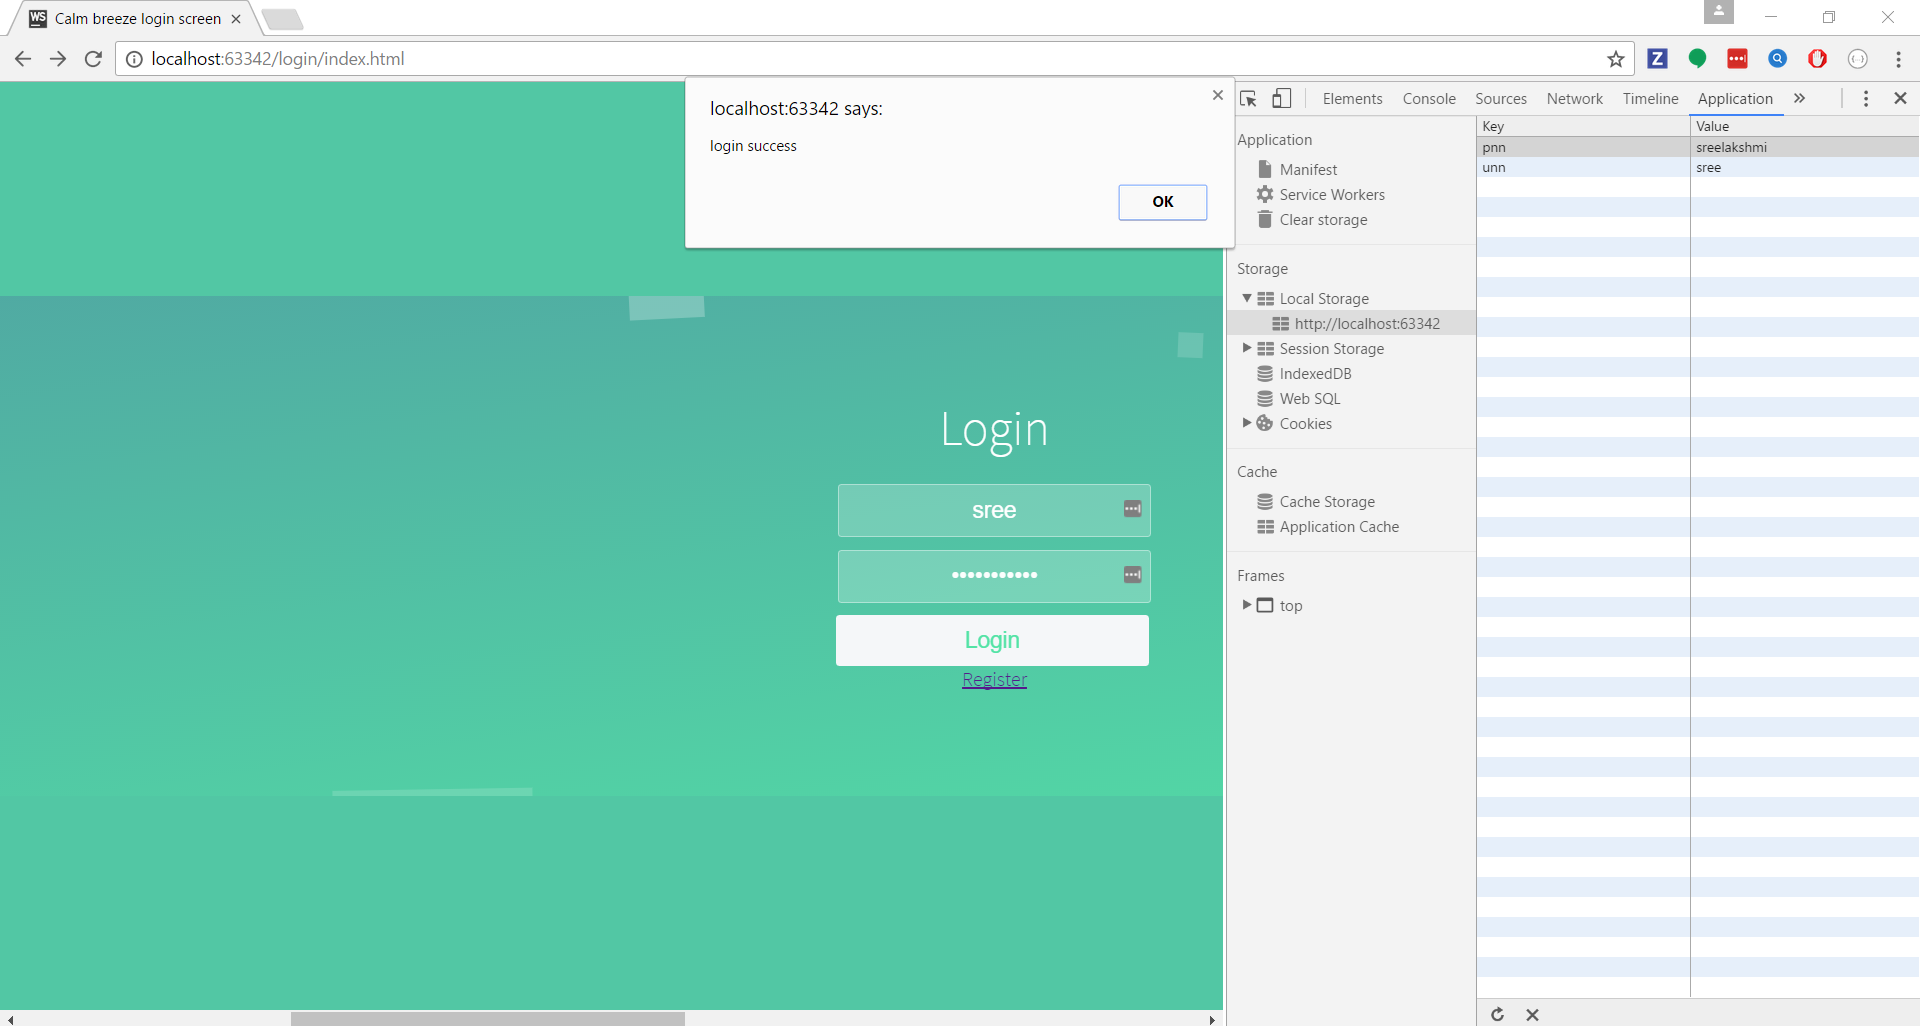 WS Calm breeze login screen
localhost:63342/login/index.html
Z
localhost:63342 says:
login success
OK
Elements Console Sources Network Timeline Application
Key Value
pnn sreelakshmi
unn sree
Application
Manifest
Service Workers
Clear storage
Storage
Local Storage
http://localhost:63342
Session Storage
IndexedDB
Web SQL
Cookies
Cache
Cache Storage
Application Cache
Frames
top
Login
sree
•••••••••••
Login
Register